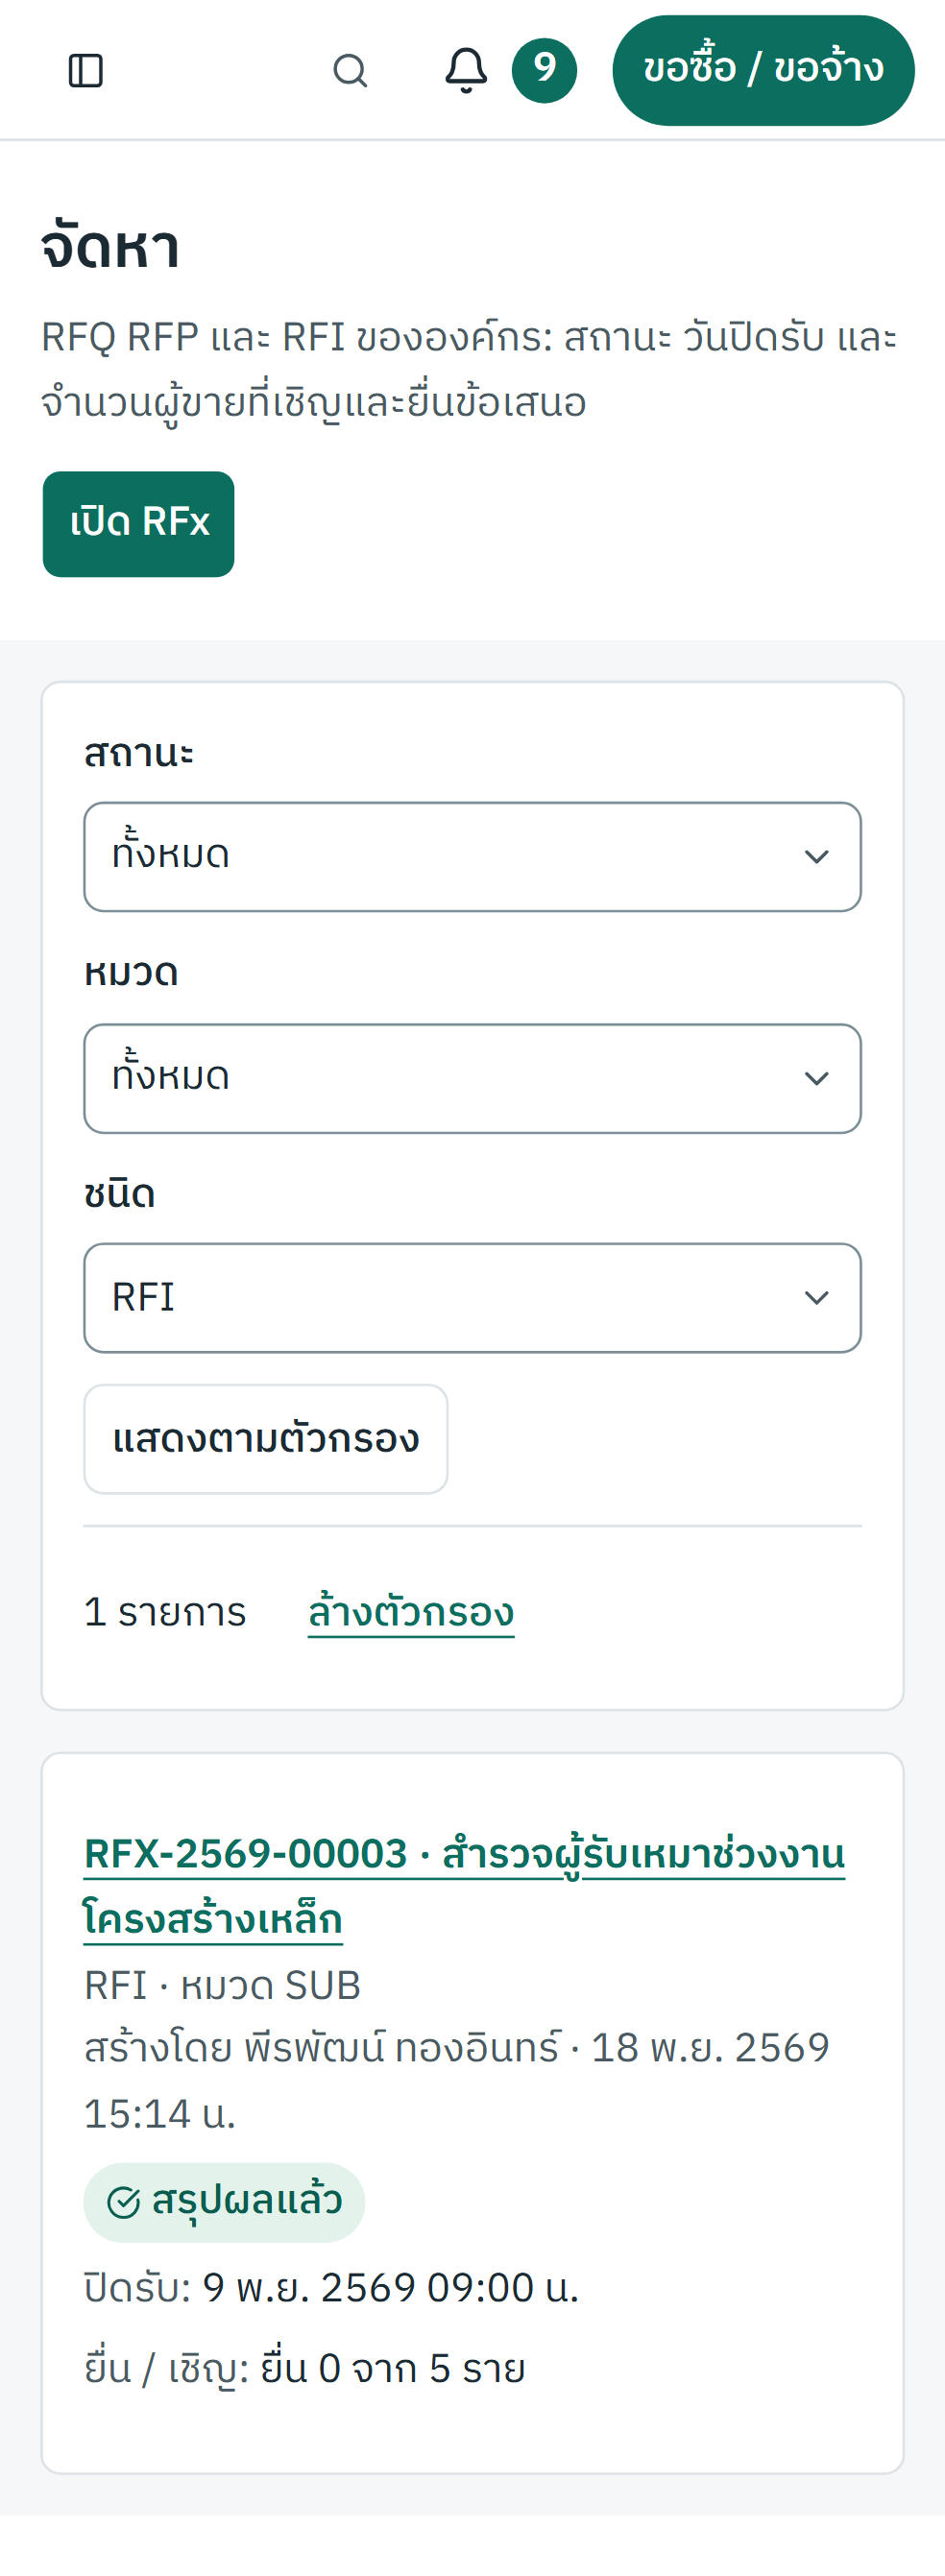 9
ขอซื้อ / ขอจ้าง
จัดหา
RFQ RFP และ RFI ขององค์กร: สถานะ วันปิดรับ และ
จำนวนผู้ขายที่เชิญและยื่นข้อเสนอ
เปิด RFx
สถานะ
ทั้งหมด
หมวด
ทั้งหมด
ชนิด
RFI
แสดงตามตัวกรอง
1 รายการ ล้างตัวกรอง
RFX-2569-00003 · สำรวจผู้รับเหมาช่วงงาน
โครงสร้างเหล็ก
RFI · หมวด SUB
สร้างโดย พีรพัฒน์ ทองอินทร์ · 18 พ.ย. 2569
15:14 น.
สรุปผลแล้ว
ปิดรับ: 9 พ.ย. 2569 09:00 น.
ยื่น / เชิญ: ยื่น 0 จาก 5 ราย